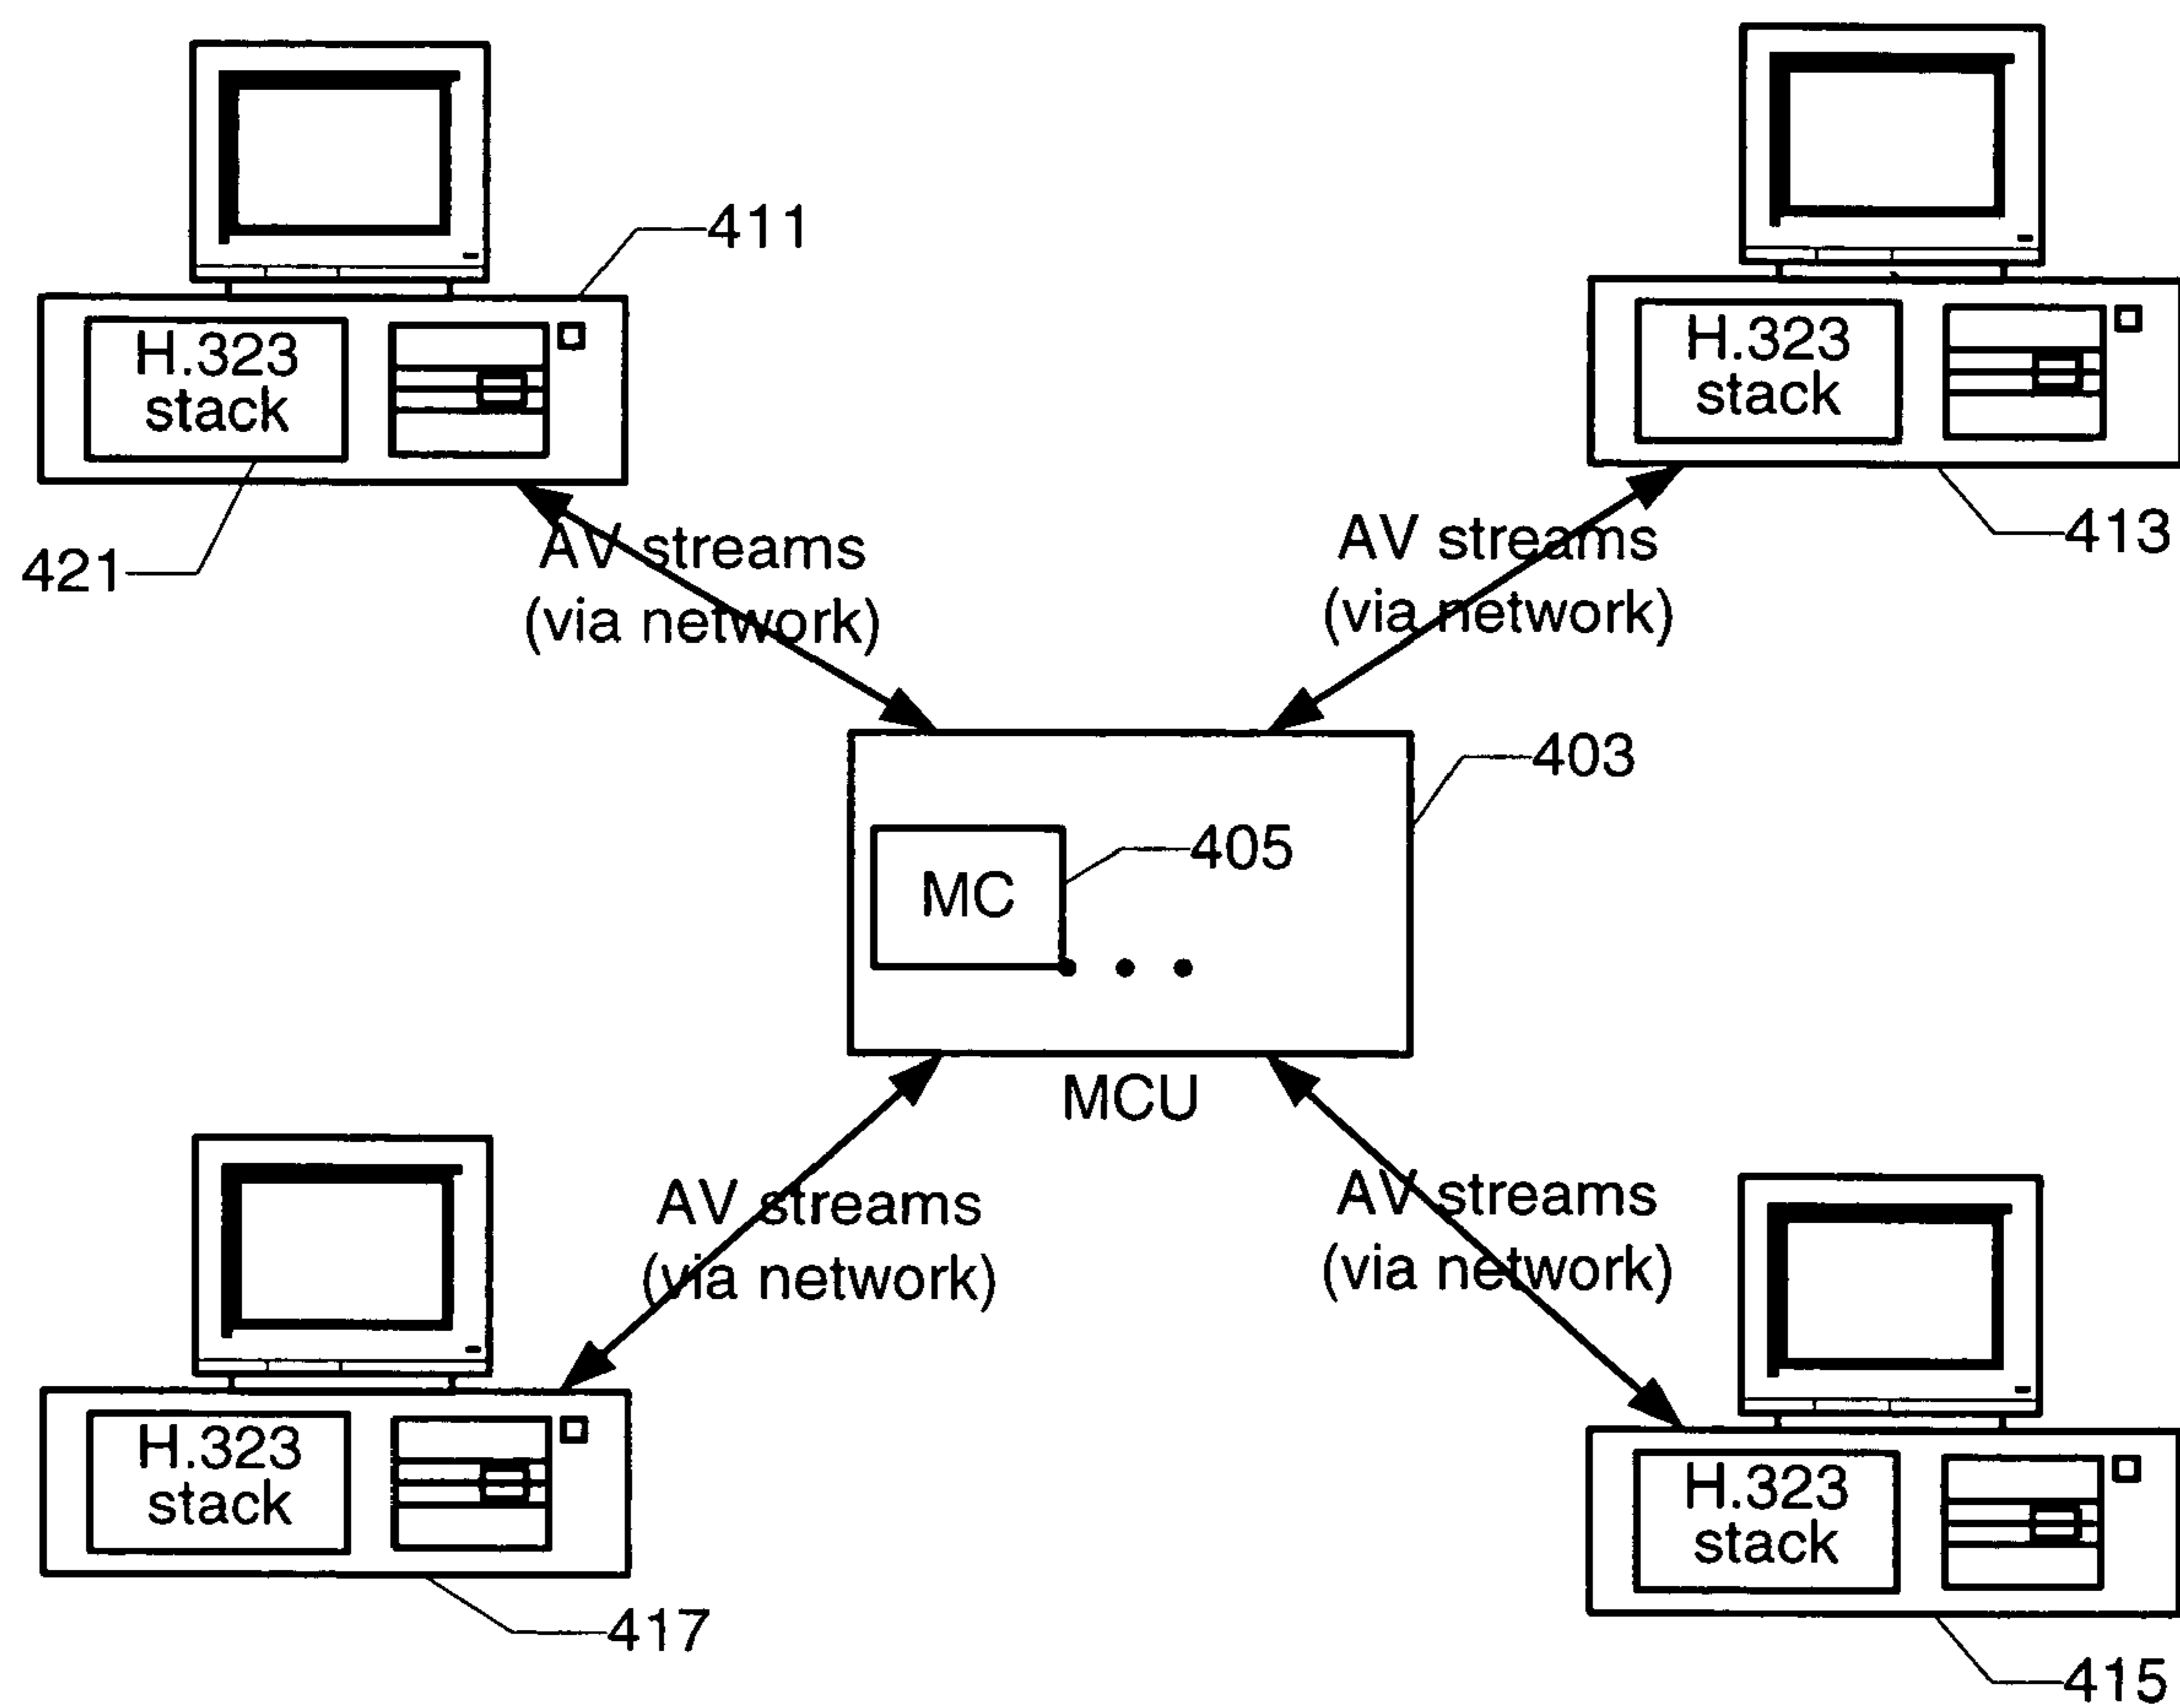 411
H.323
stack
421
AV streams
(via network)
H.323
stack
413
AV streams
(via network)
403
405
MC
MCU
AV streams
(via network)
H.323
stack
417
AV streams
(via network)
H.323
stack
415